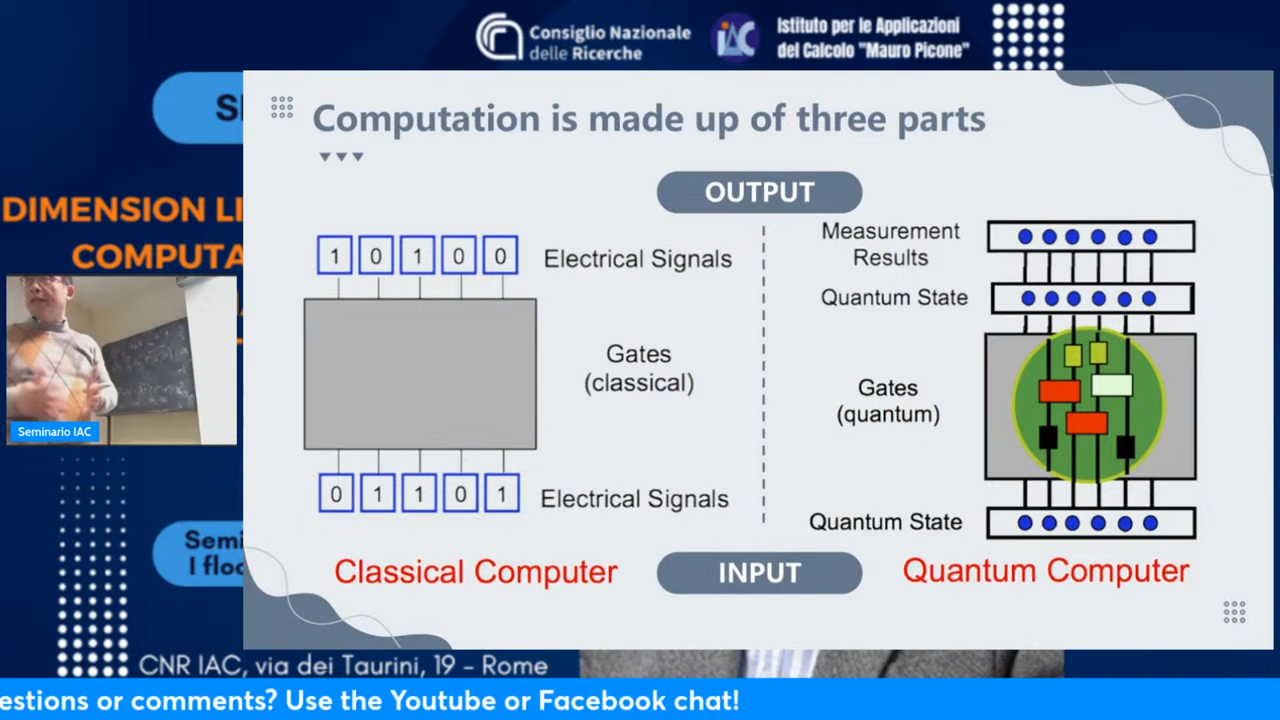 Consiglio Nazionale
delle Ricerche
iAC
Istituto per le Applicazioni
del Calcolo "Mauro Picone"
Computation is made up of three parts
OUTPUT
1 0 1 0 0
Electrical Signals
Gates
(classical)
0 1 1 0 1
Electrical Signals
Classical Computer
Measurement
Results
Quantum State
Gates
(quantum)
Quantum State
INPUT
Quantum Computer
DIMENSION
COMPUTA
Seminario IAC
Semi
I floo
CNR IAC, via dei Taurini, 19 - Rome
estions or comments? Use the Youtube or Facebook chat!